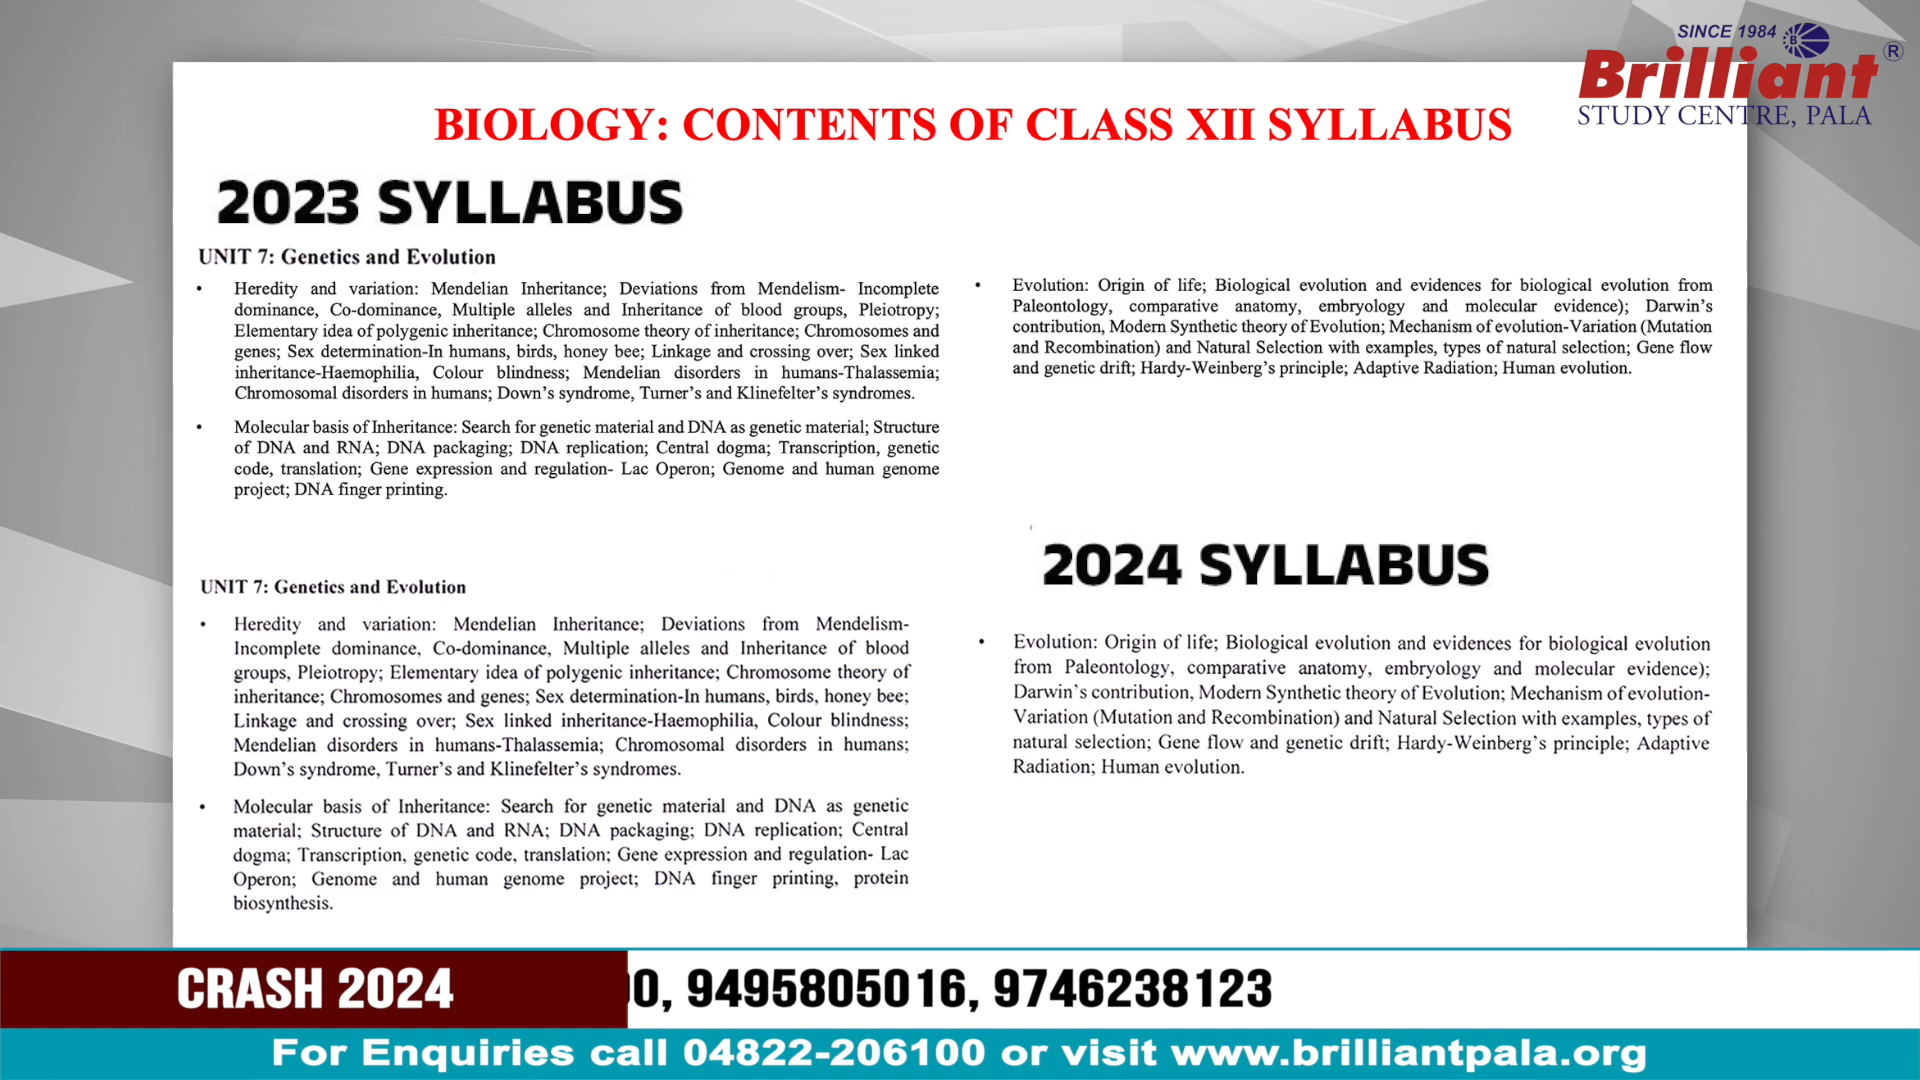 SINCE 1984
Brilliant ®
STUDY CENTRE, PALA
BIOLOGY: CONTENTS OF CLASS XII SYLLABUS
2023 SYLLABUS
UNIT 7: Genetics and Evolution
• Heredity and variation: Mendelian Inheritance; Deviations from Mendelism- Incomplete
dominance, Co-dominance, Multiple alleles and Inheritance of blood groups, Pleiotropy;
Elementary idea of polygenic inheritance; Chromosome theory of inheritance; Chromosomes and
genes; Sex determination-In humans, birds, honey bee; Linkage and crossing over; Sex linked
inheritance-Haemophilia, Colour blindness; Mendelian disorders in humans-Thalassemia;
Chromosomal disorders in humans; Down's syndrome, Turner's and Klinefelter's syndromes.
• Molecular basis of Inheritance: Search for genetic material and DNA as genetic material; Structure
of DNA and RNA; DNA packaging; DNA replication; Central dogma; Transcription, genetic
code, translation; Gene expression and regulation- Lac Operon; Genome and human genome
project; DNA finger printing.
• Evolution: Origin of life; Biological evolution and evidences for biological evolution from
Paleontology, comparative anatomy, embryology and molecular evidence); Darwin's
contribution, Modern Synthetic theory of Evolution; Mechanism of evolution-Variation (Mutation
and Recombination) and Natural Selection with examples, types of natural selection; Gene flow
and genetic drift; Hardy-Weinberg's principle; Adaptive Radiation; Human evolution.
2024 SYLLABUS
UNIT 7: Genetics and Evolution
• Heredity and variation: Mendelian Inheritance; Deviations from Mendelism-
Incomplete dominance, Co-dominance, Multiple alleles and Inheritance of blood
groups, Pleiotropy; Elementary idea of polygenic inheritance; Chromosome theory of
inheritance; Chromosomes and genes; Sex determination-In humans, birds, honey bee;
Linkage and crossing over; Sex linked inheritance-Haemophilia, Colour blindness;
Mendelian disorders in humans-Thalassemia; Chromosomal disorders in humans;
Down's syndrome, Turner's and Klinefelter's syndromes.
• Molecular basis of Inheritance: Search for genetic material and DNA as genetic
material; Structure of DNA and RNA; DNA packaging; DNA replication; Central
dogma; Transcription, genetic code, translation; Gene expression and regulation- Lac
Operon; Genome and human genome project; DNA finger printing, protein
biosynthesis.
• Evolution: Origin of life; Biological evolution and evidences for biological evolution
from Paleontology, comparative anatomy, embryology and molecular evidence);
Darwin's contribution, Modern Synthetic theory of Evolution; Mechanism of evolution-
Variation (Mutation and Recombination) and Natural Selection with examples, types of
natural selection; Gene flow and genetic drift; Hardy-Weinberg's principle; Adaptive
Radiation; Human evolution.
CRASH 2024
0, 9495805016, 9746238123
For Enquiries call 04822-206100 or visit www.brilliantpala.org